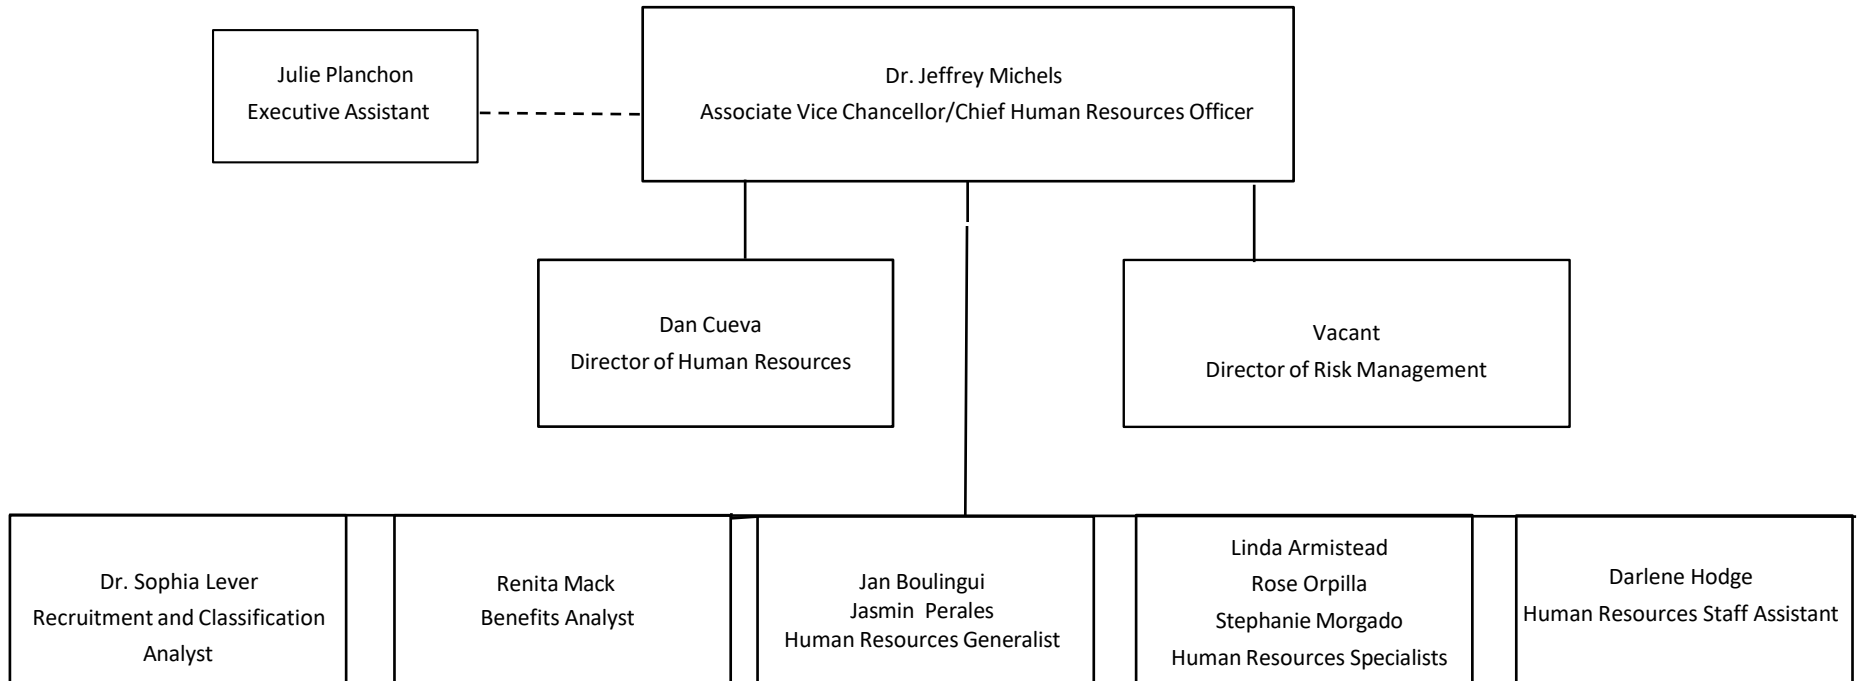 Julie Planchon
Executive Assistant
Dr. Jeffrey Michels
Associate Vice Chancellor/Chief Human Resources Officer
Dan Cueva
Director of Human Resources
Vacant
Director of Risk Management
Dr. Sophia Lever
Recruitment and Classification
Analyst
Renita Mack
Benefits Analyst
Jan Boulingui
Jasmin Perales
Human Resources Generalist
Linda Armistead
Rose Orpilla
Stephanie Morgado
Human Resources Specialists
Darlene Hodge
Human Resources Staff Assistant